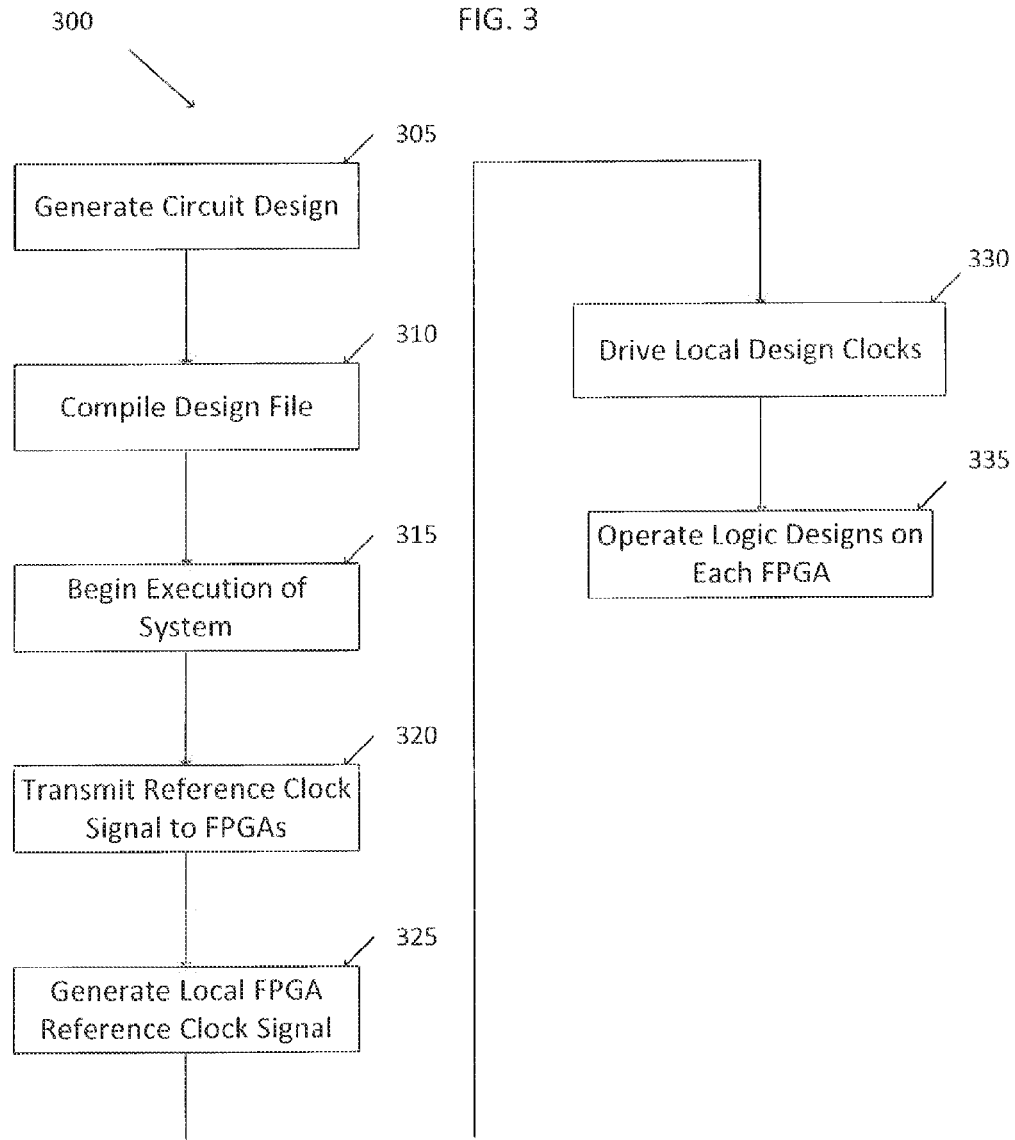 FIG. 3
300
305
Generate Circuit Design
310
Compile Design File
315
Begin Execution of
System
320
Transmit Reference Clock
Signal to FPGAs
325
Generate Local FPGA
Reference Clock Signal
330
Drive Local Design Clocks
335
Operate Logic Designs on
Each FPGA